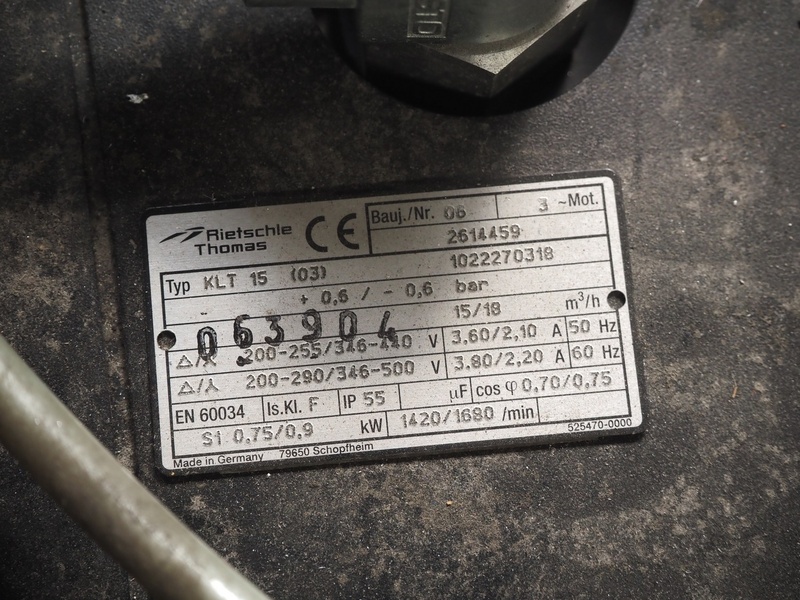 Rietschle
Thomas
CE
Bauj./Nr. 06
3 ~Mot.
2614459
Typ KLT 15 (03)
1022270318
+ 0,6 / - 0,6 bar
15/18 m³/h
063904
△/⅄ 200-255/346-440 V 3.60/2,10 A 50 Hz
△/⅄ 200-290/346-500 V 3.80/2,20 A 60 Hz
EN 60034 Is.Kl. F IP 55 µF cos φ 0,70/0,75
S1 0,75/0,9 kW 1420/1680 /min
Made in Germany 79650 Schopfheim 525470-0000